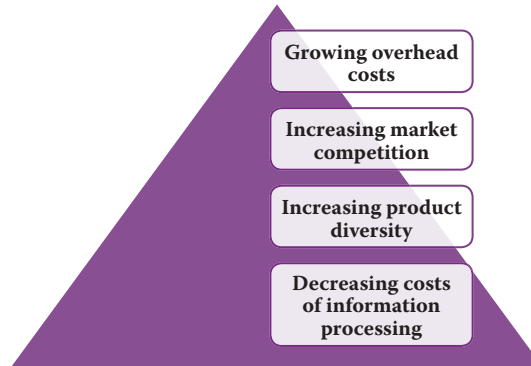 Growing overhead
costs
Increasing market
competition
Increasing product
diversity
Decreasing costs
of information
processing